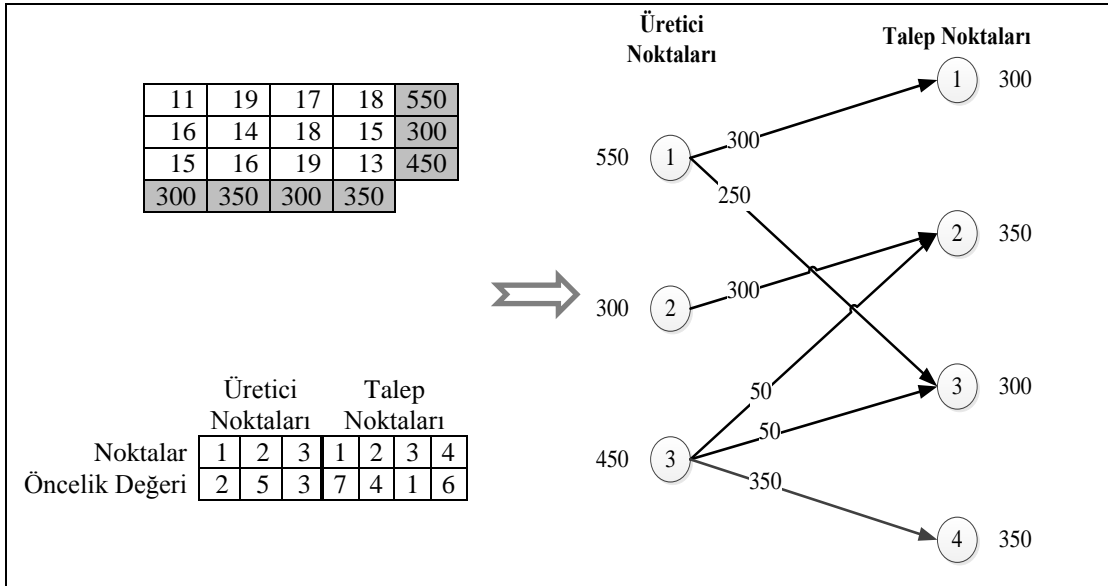 11 19 17 18 550
16 14 18 15 300
15 16 19 13 450
300 350 300 350
Üretici
Noktaları
Talep
Noktaları
Noktalar 1 2 3 1 2 3 4
Öncelik Değeri 2 5 3 7 4 1 6
Üretici
Noktaları
Talep Noktaları
1 300
550 1
300
250
2 350
300 2
300
3 300
50
50
450 3
350
4 350